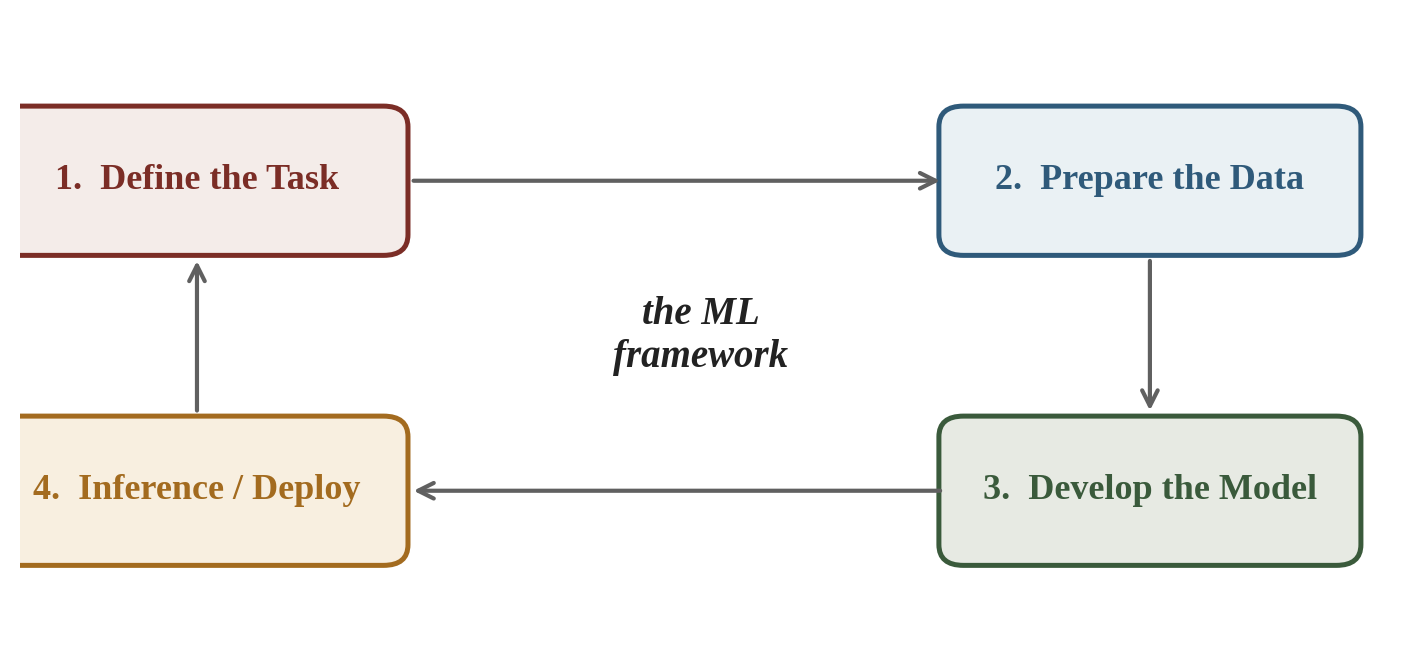 1. Define the Task
2. Prepare the Data
the ML
framework
4. Inference / Deploy
3. Develop the Model